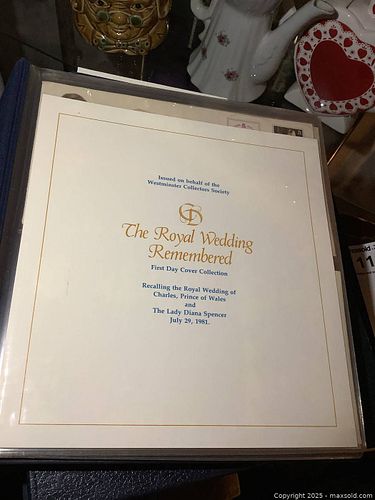 Issued on behalf of the
Westminster Collectors Society
The Royal Wedding
Remembered
First Day Cover Collection
Recalling the Royal Wedding of
Charles, Prince of Wales
and
The Lady Diana Spencer
July 29, 1981.
11
Copyright 2025 - maxsold.com